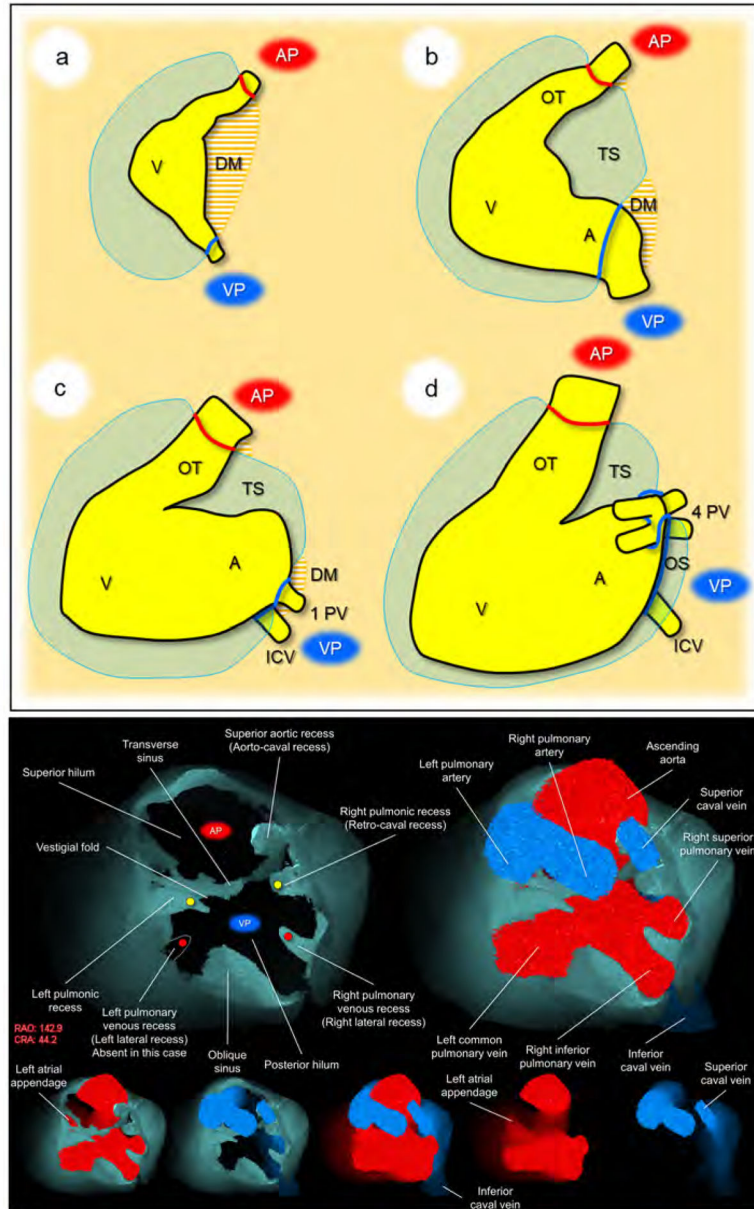 a
AP
V
DM
VP
b
AP
OT
TS
V
DM
A
VP
c
AP
OT
TS
V
A
DM
1 PV
ICV
VP
d
AP
OT
TS
4 PV
V
A
OS
VP
ICV
Superior aortic recess
(Aorto-caval recess)
Transverse
sinus
Superior hilum
AP
Right pulmonic recess
(Retro-caval recess)
Vestigial fold
VP
Left pulmonic
recess
Left pulmonary
venous recess
(Left lateral recess)
Absent in this case
Oblique
sinus
Posterior hilum
Right pulmonary
venous recess
(Right lateral recess)
RAO: 142.9
CRA: 44.2
Left pulmonary
artery
Right pulmonary
artery
Ascending
aorta
Superior
caval vein
Right superior
pulmonary vein
Left common
pulmonary vein
Right inferior
pulmonary vein
Inferior
caval vein
Left atrial
appendage
Inferior
caval vein
Left atrial
appendage
Superior
caval vein